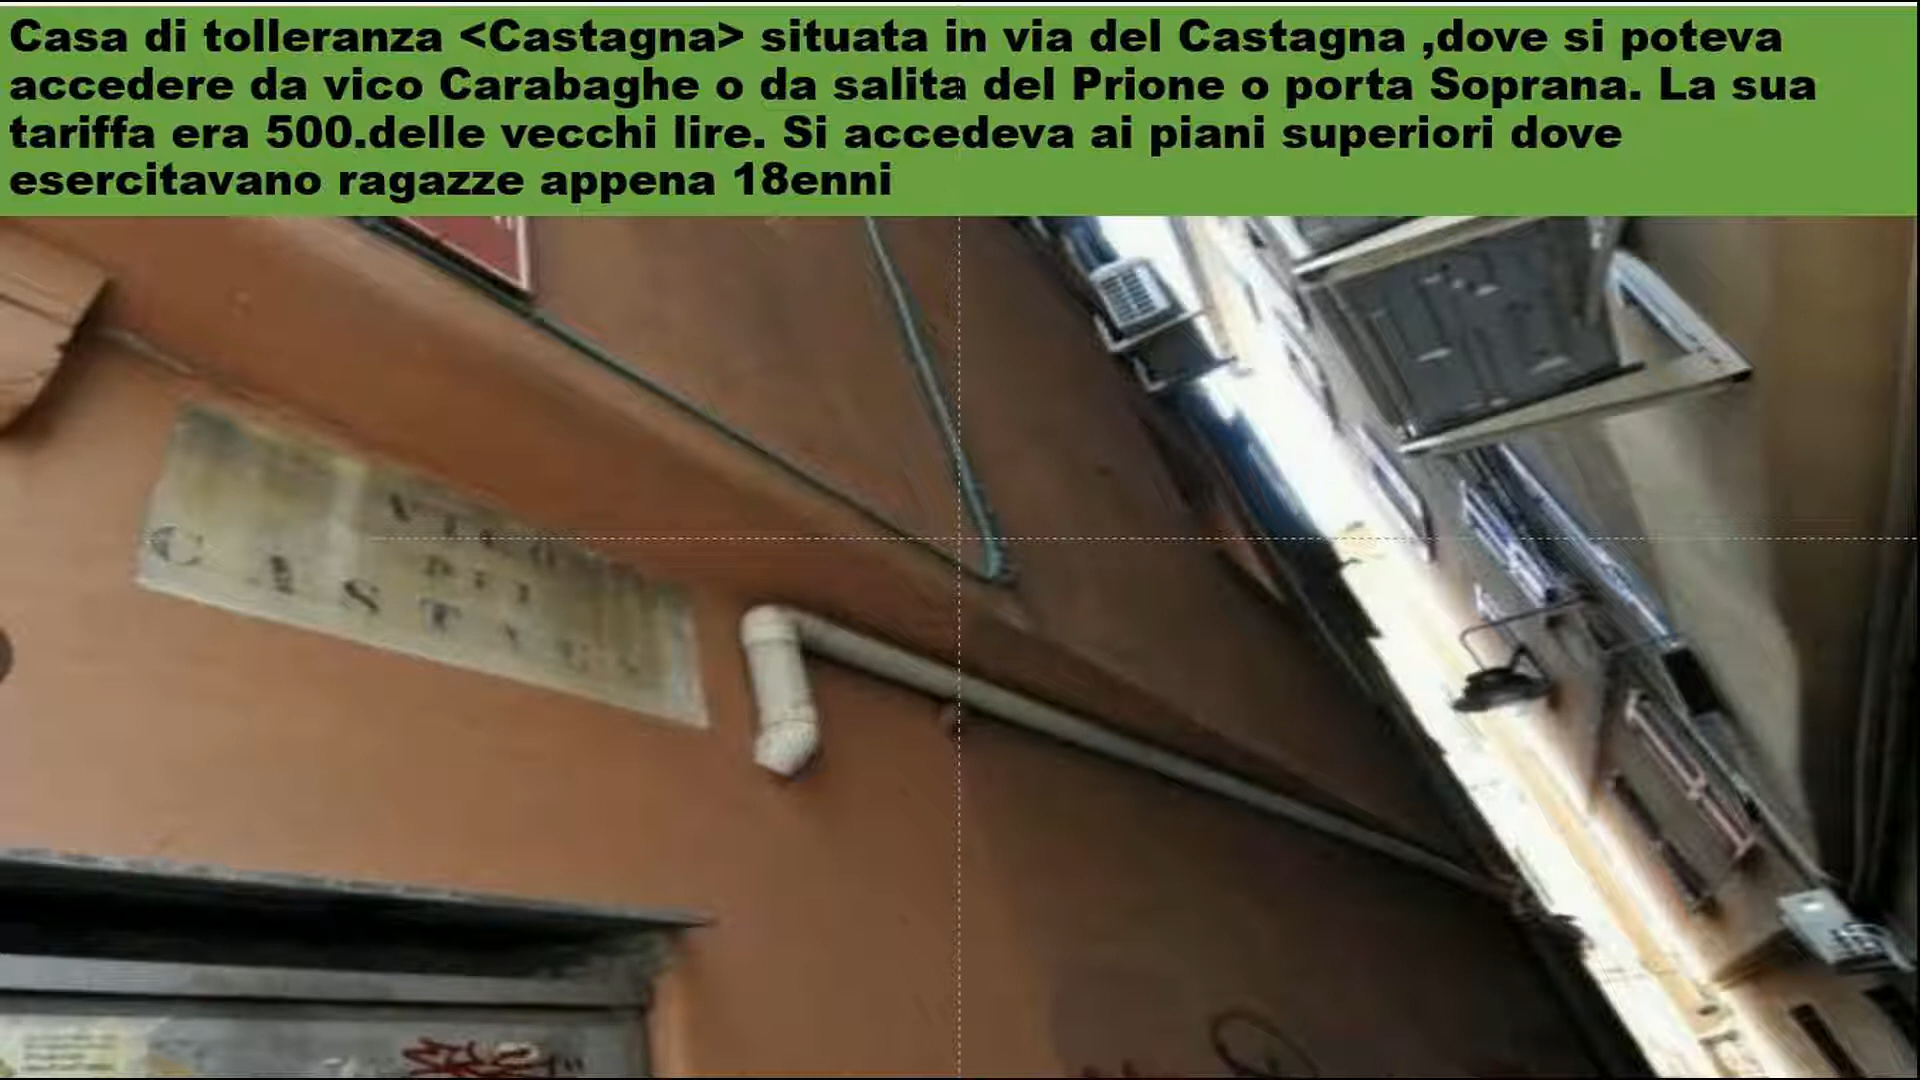 Casa di tolleranza <Castagna> situata in via del Castagna ,dove si poteva
accedere da vico Carabaghe o da salita del Prione o porta Soprana. La sua
tariffa era 500.delle vecchi lire. Si accedeva ai piani superiori dove
esercitavano ragazze appena 18enni
VICO
DEL